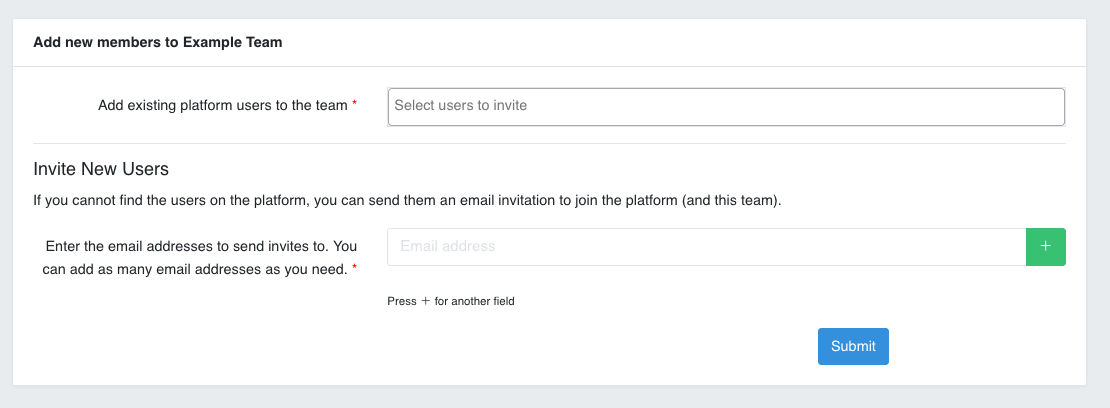 Add new members to Example Team
Add existing platform users to the team *
Select users to invite
Invite New Users
If you cannot find the users on the platform, you can send them an email invitation to join the platform (and this team).
Enter the email addresses to send invites to. You
can add as many email addresses as you need. *
Email address
+
Press + for another field
Submit